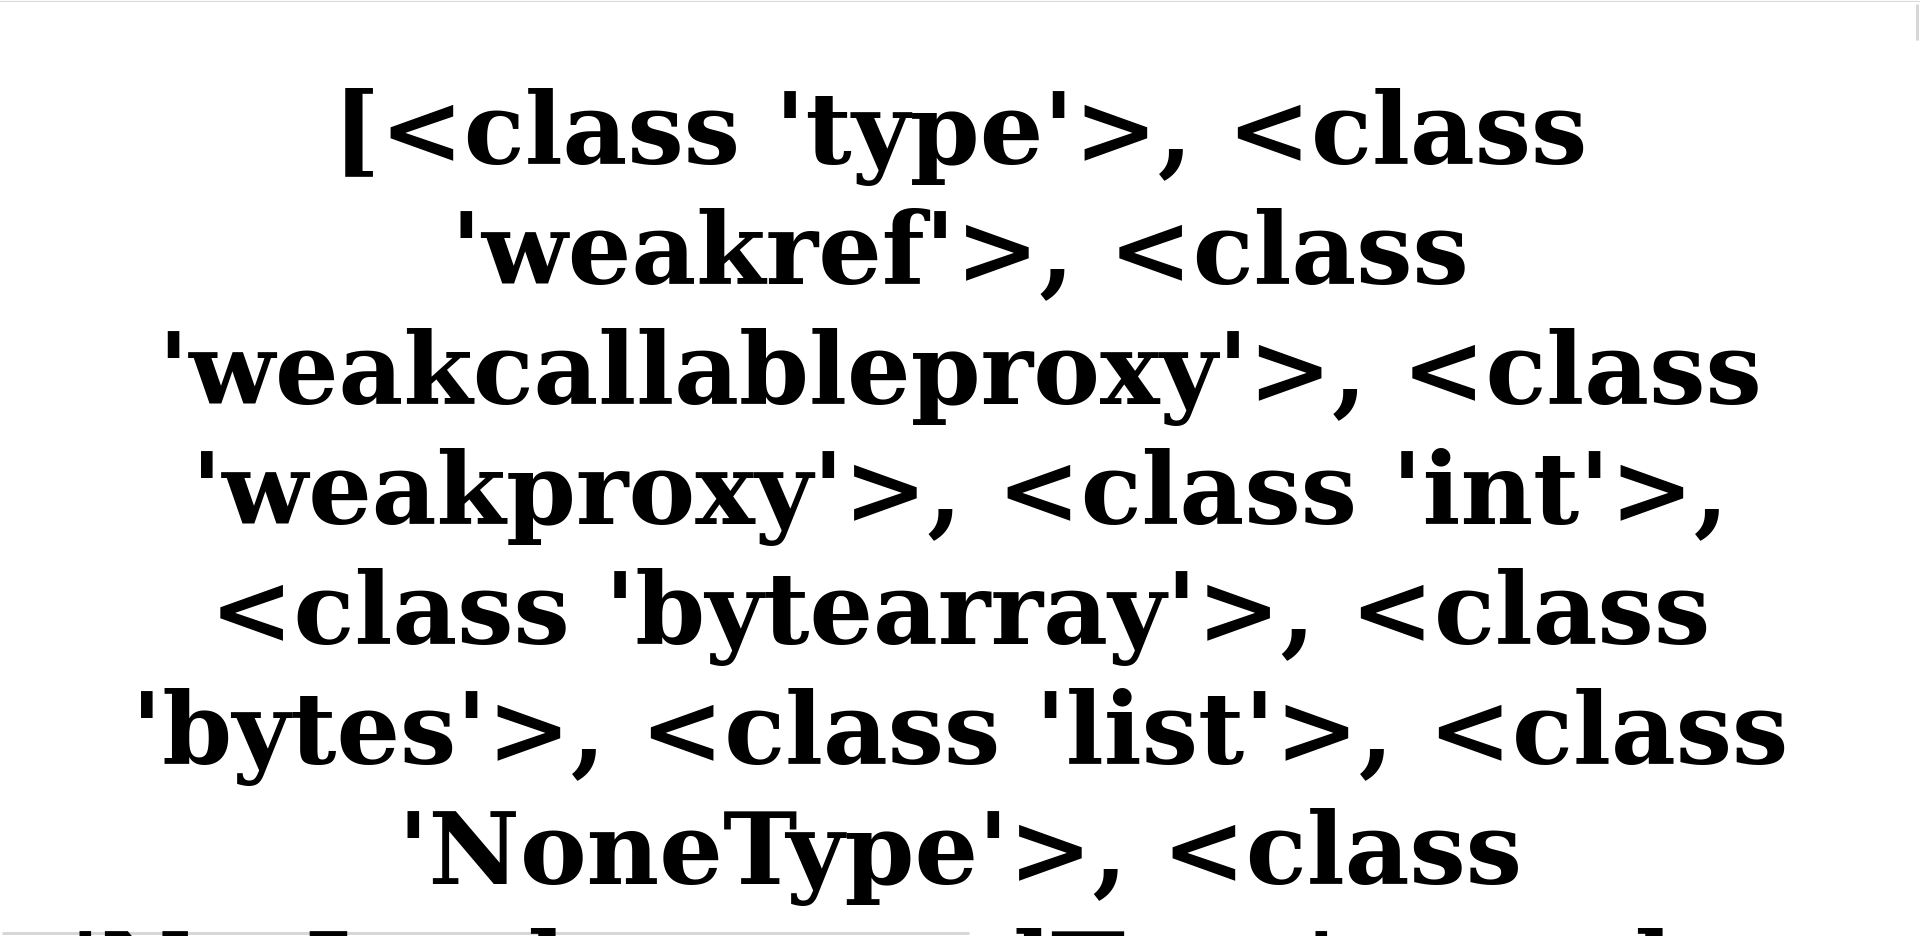 [<class 'type'>, <class
'weakref'>, <class
'weakcallableproxy'>, <class
'weakproxy'>, <class 'int'>,
<class 'bytearray'>, <class
'bytes'>, <class 'list'>, <class
'NoneType'>, <class